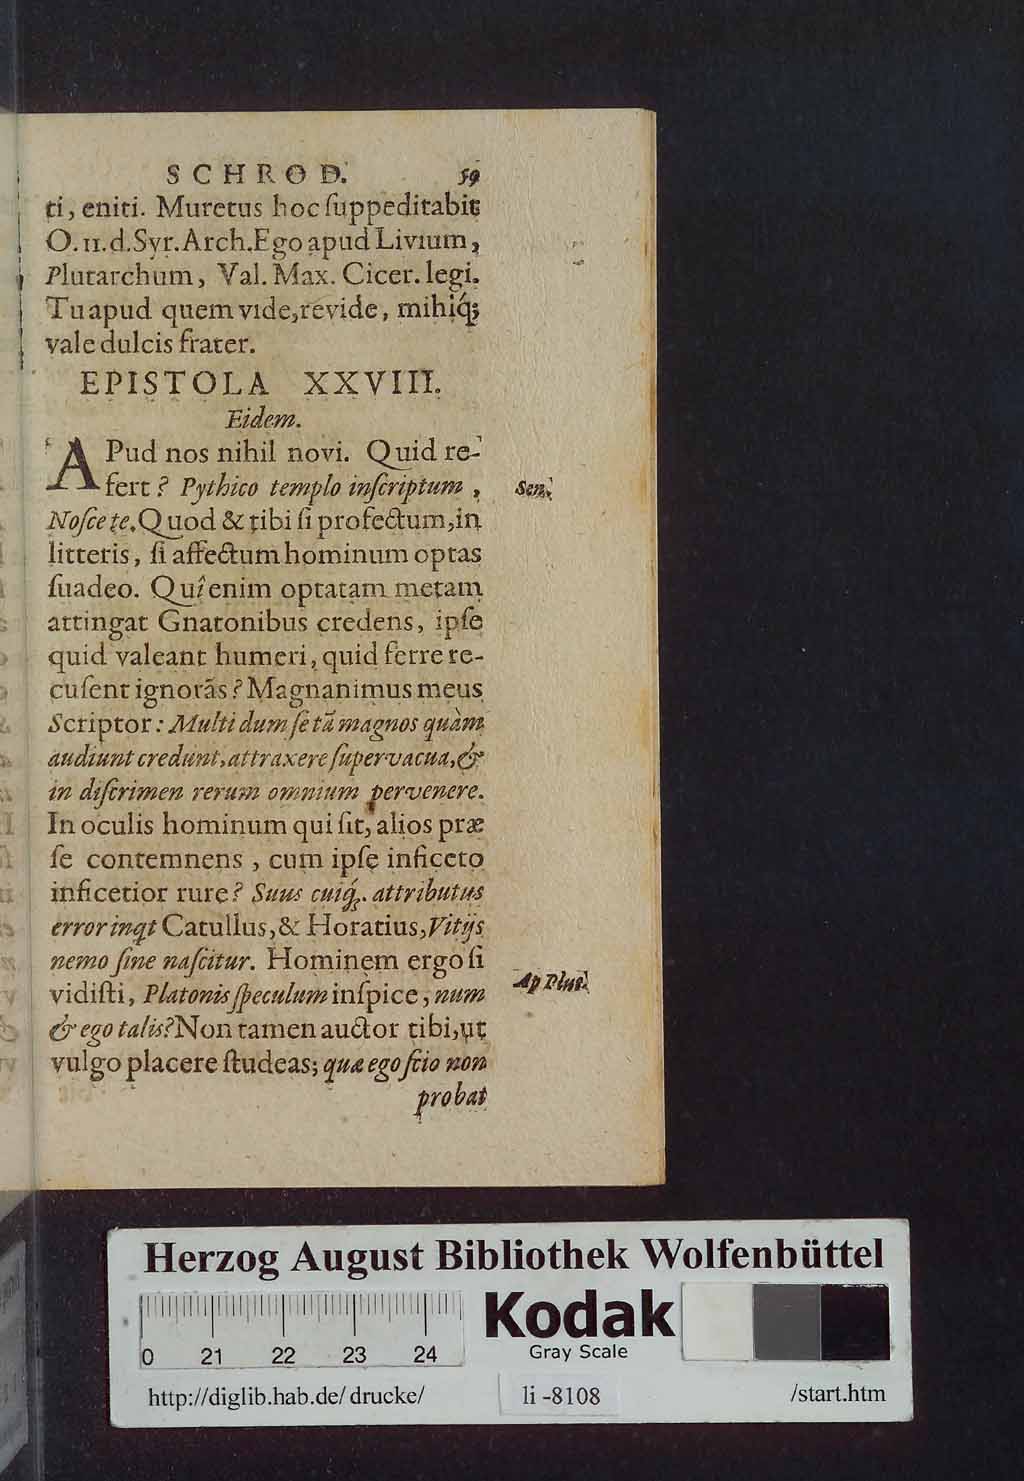 SCHROD. 59
ti, eniti. Muretus hoc ſuppeditabit
O.11.d.Syr.Arch.Ego apud Livium,
Plutarchum, Val. Max. Cicer. legi.
Tu apud quem vide, revide, mihiq́;
vale dulcis frater.
EPISTOLA XXVIII.
Eidem.
APud nos nihil novi. Quid re-
fert? Pythico templo inſcriptum, Sen.
Noſce te. Quod & tibi ſi profectum, in
litteris, ſi affectum hominum optas
ſuadeo. Quî enim optatam metam
attingat Gnatonibus credens, ipſe
quid valeant humeri, quid ferre re-
cuſent ignorãs? Magnanimus meus
Scriptor: Multi dum ſe tã magnos quàm
audiunt credunt, attraxere ſupervacua, &
in diſcrimen rerum omnium pervenere.
In oculis hominum qui ſit, alios præ
ſe contemnens, cum ipſe inficeto
inficetior rure? Suus cuiq́;. attributus
error inqt Catullus, & Horatius, Vitijs
nemo ſine naſcitur. Hominem ergo ſi
vidiſti, Platonis ſpeculum inſpice, num Ap Plut.
& ego talis? Non tamen auctor tibi, ut
vulgo placere ſtudeas; quæ ego ſcio non
probat
Herzog August Bibliothek Wolfenbüttel
Kodak
Gray Scale
0 21 22 23 24
http://diglib.hab.de/drucke/ li-8108 /start.htm